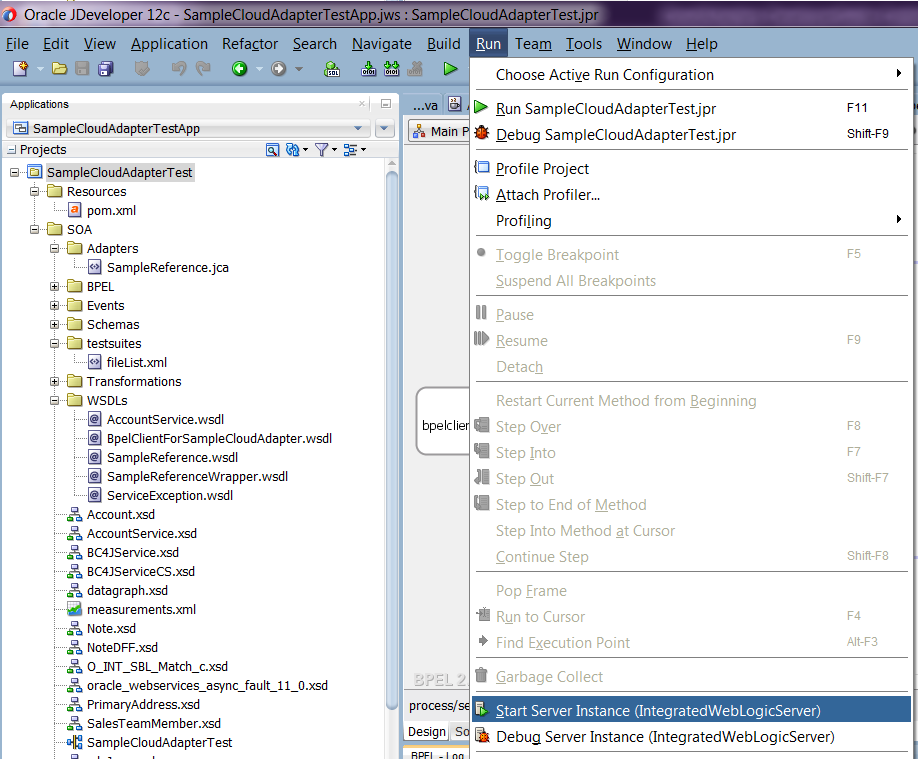 Oracle JDeveloper 12c - SampleCloudAdapterTestApp.jws : SampleCloudAdapterTest.jpr
File Edit View Application Refactor Search Navigate Build Run Team Tools Window Help
Applications
SampleCloudAdapterTestApp
Projects
SampleCloudAdapterTest
Resources
pom.xml
SOA
Adapters
SampleReference.jca
BPEL
Events
Schemas
testsuites
fileList.xml
Transformations
WSDLs
AccountService.wsdl
BpelClientForSampleCloudAdapter.wsdl
SampleReference.wsdl
SampleReferenceWrapper.wsdl
ServiceException.wsdl
Account.xsd
AccountService.xsd
BC4JService.xsd
BC4JServiceCS.xsd
datagraph.xsd
measurements.xml
Note.xsd
NoteDFF.xsd
O_INT_SBL_Match_c.xsd
oracle_webservices_async_fault_11_0.xsd
PrimaryAddress.xsd
SalesTeamMember.xsd
SampleCloudAdapterTest
...va
Main P
bpelclien
BPEL 2.
process/se
Design So
BPEL - Log
Choose Active Run Configuration
Run SampleCloudAdapterTest.jpr F11
Debug SampleCloudAdapterTest.jpr Shift-F9
Profile Project
Attach Profiler...
Profiling
Toggle Breakpoint F5
Suspend All Breakpoints
Pause
Resume F9
Detach
Restart Current Method from Beginning
Step Over F8
Step Into F7
Step Out Shift-F7
Step to End of Method
Step Into Method at Cursor
Continue Step Shift-F8
Pop Frame
Run to Cursor F4
Find Execution Point Alt-F3
Garbage Collect
Start Server Instance (IntegratedWebLogicServer)
Debug Server Instance (IntegratedWebLogicServer)